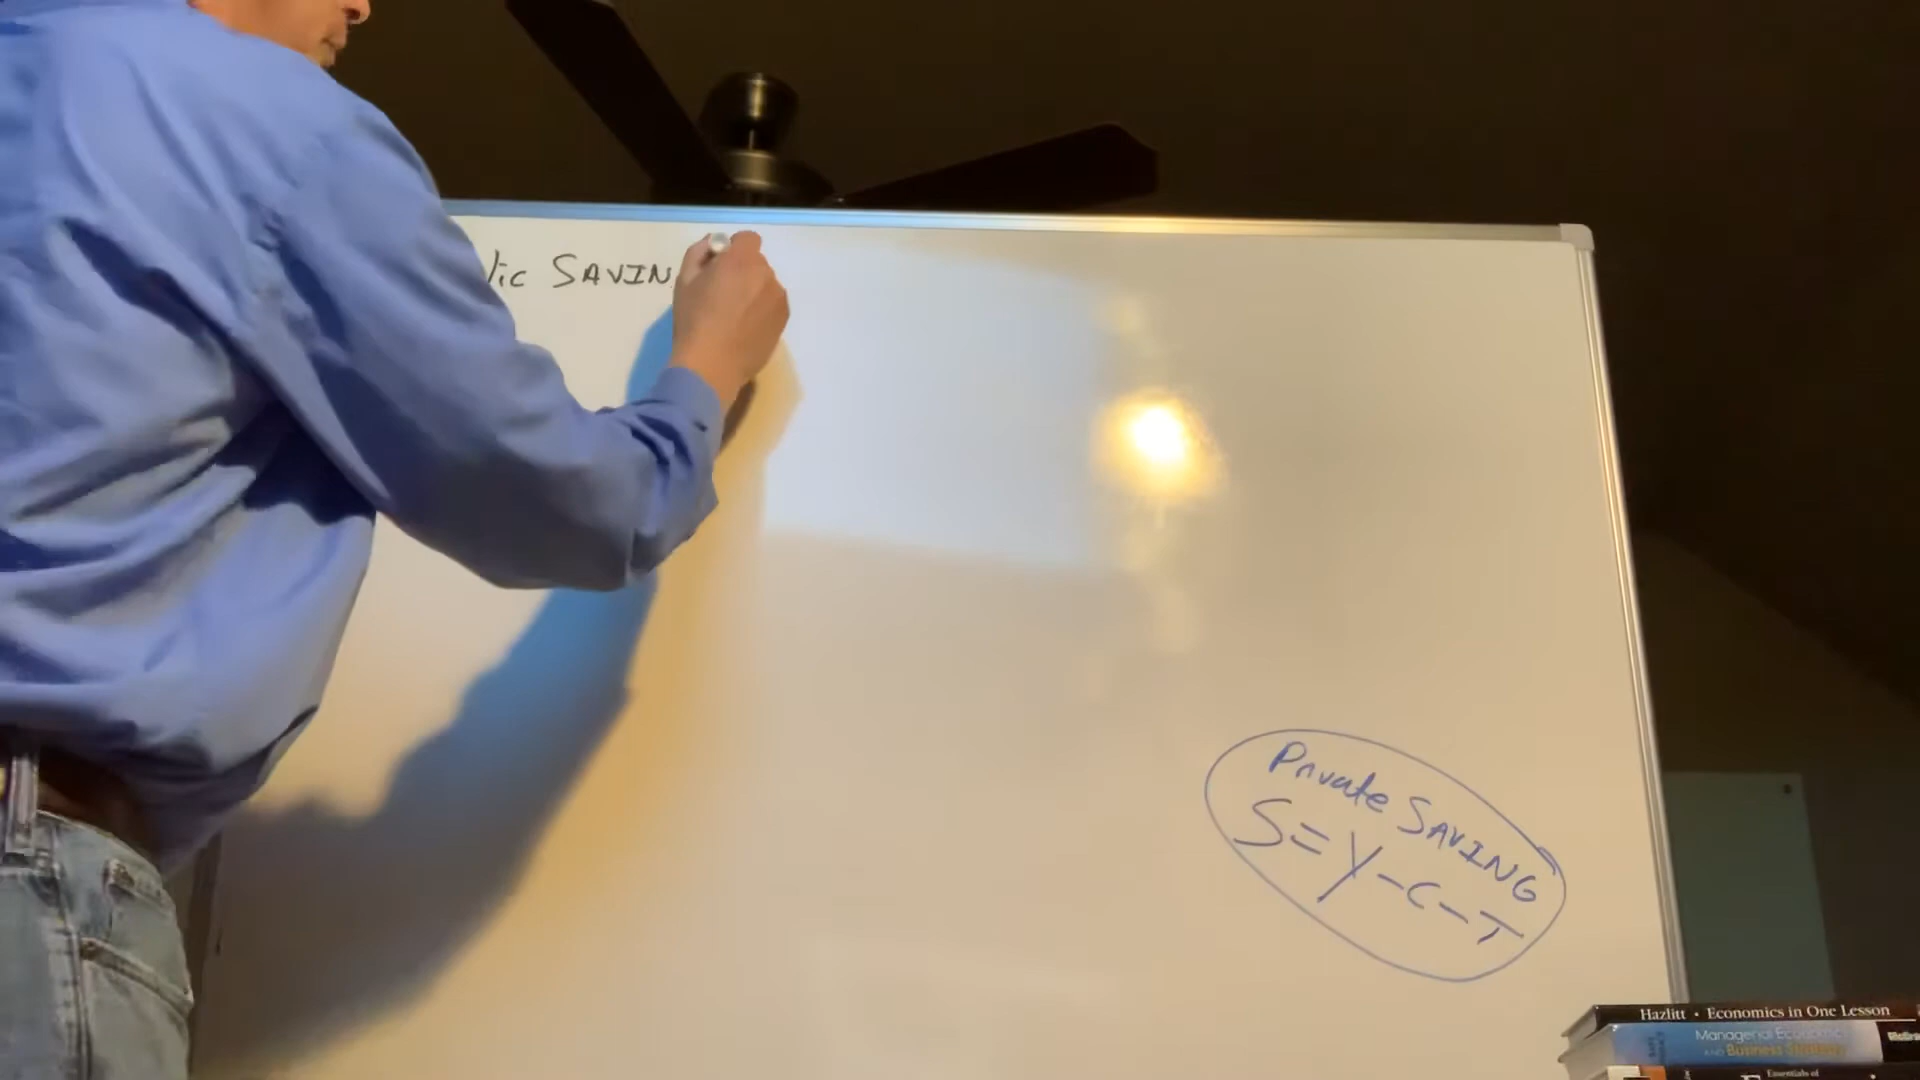 lic SAVIN
Private SAVING
S=Y-C-T
Hazlitt • Economics in One Lesson
Managerial Economics
AND Business Strategy
Essentials of